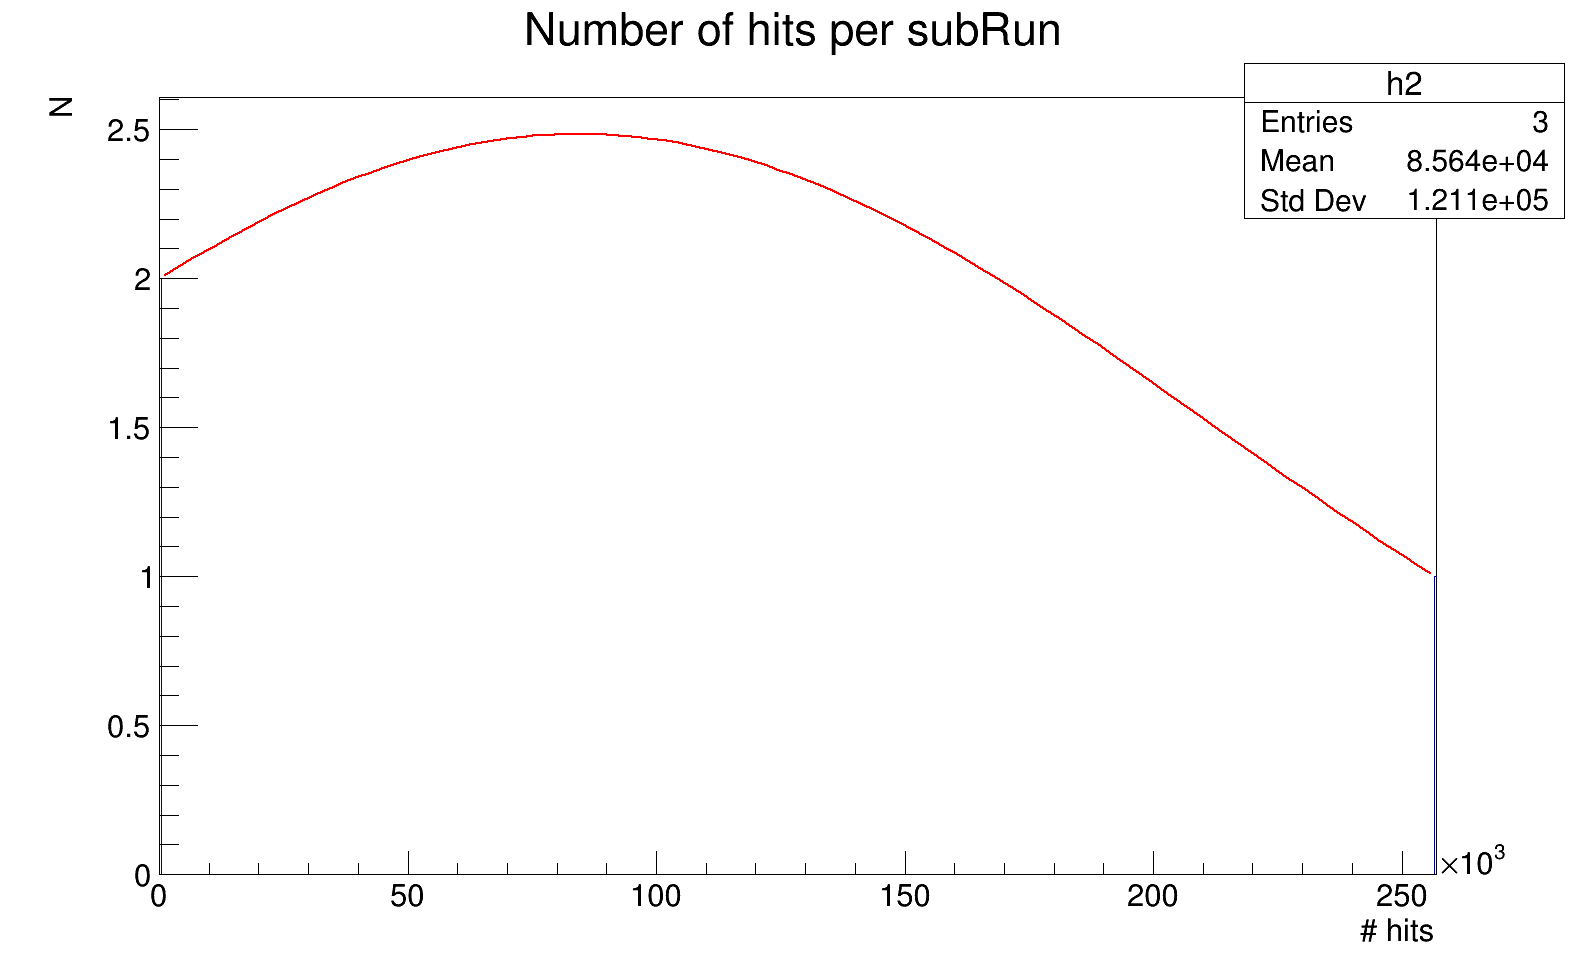 Number of hits per subRun
h2
Entries 3
Mean 8.564e+04
Std Dev 1.211e+05
N
2.5
2
1.5
1
0.5
0
0 50 100 150 200 250
×10³
# hits